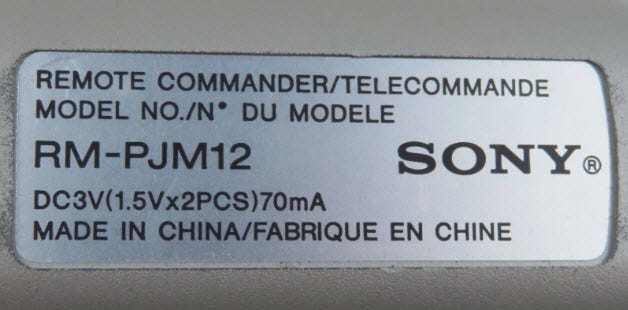 REMOTE COMMANDER/TELECOMMANDE
MODEL NO./N° DU MODELE
RM-PJM12 SONY®
DC3V(1.5Vx2PCS)70mA
MADE IN CHINA/FABRIQUE EN CHINE